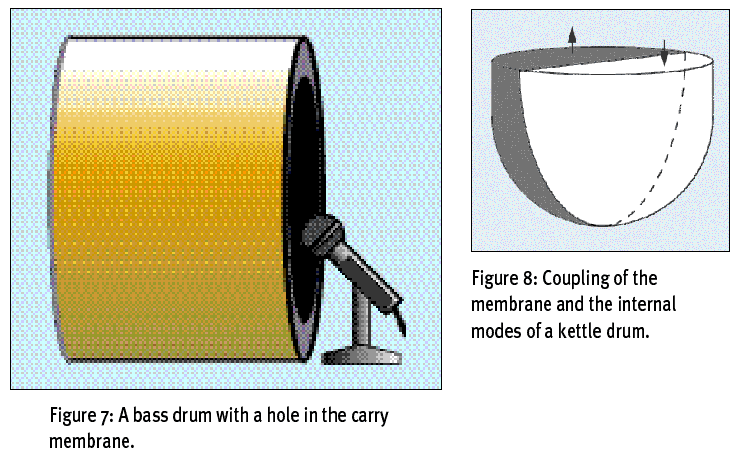 Figure 8: Coupling of the
membrane and the internal
modes of a kettle drum.
Figure 7: A bass drum with a hole in the carry
membrane.